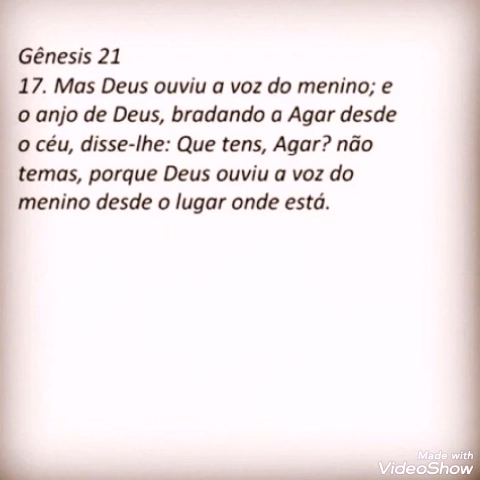 Gênesis 21
17. Mas Deus ouviu a voz do menino; e
o anjo de Deus, bradando a Agar desde
o céu, disse-lhe: Que tens, Agar? não
temas, porque Deus ouviu a voz do
menino desde o lugar onde está.
Made with
VideoShow